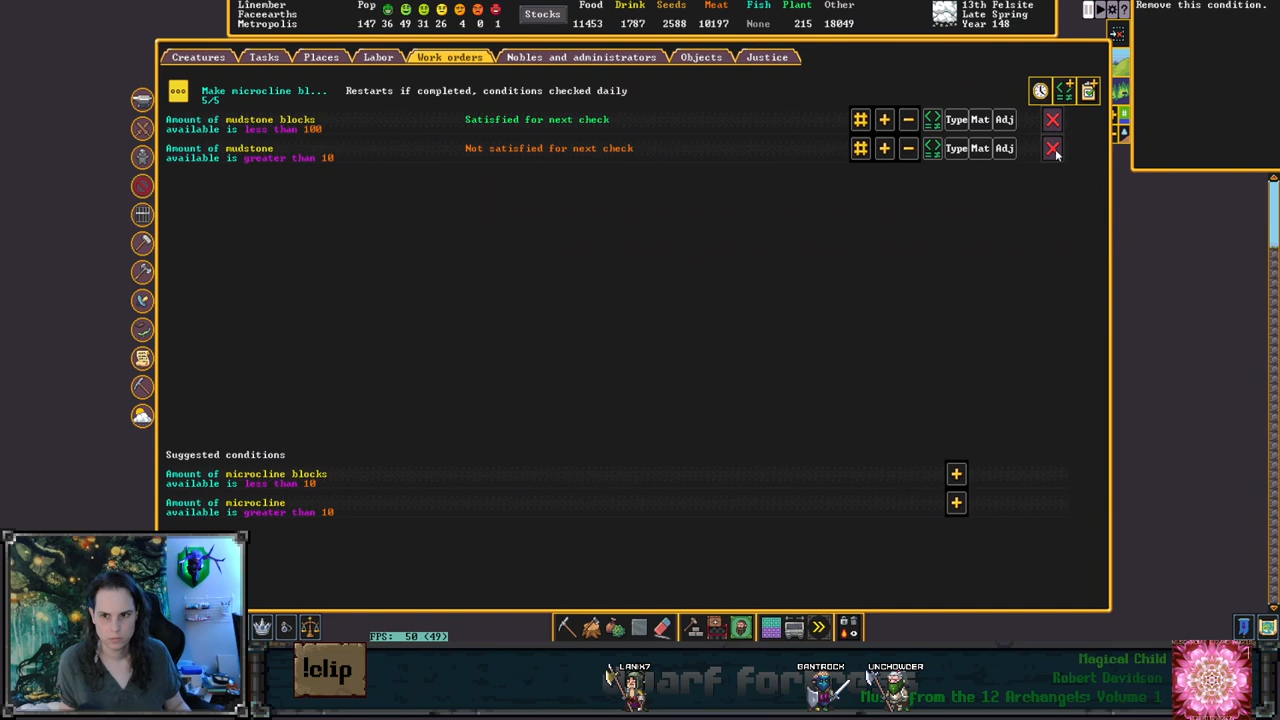 Lînember
Faceearths
Metropolis
Pop
147 36 49 31 26 4 0 1
Stocks
Food Drink Seeds Meat Fish Plant Other
11453 1787 2588 10197 None 215 18049
13th Felsite
Late Spring
Year 148
Remove this condition.
Creatures Tasks Places Labor Work orders Nobles and administrators Objects Justice
Make microcline bl... Restarts if completed, conditions checked daily
5/5
Amount of mudstone blocks Satisfied for next check
available is less than 100
Type Mat Adj
Amount of mudstone Not satisfied for next check
available is greater than 10
Type Mat Adj
Suggested conditions
Amount of microcline blocks
available is less than 10
Amount of microcline
available is greater than 10
FPS: 50 (49)
!clip
LANIX7
BANTROCK
UNCHOWDER
Magical Child
Robert Davidson
from the 12 Archangels: Volume 1